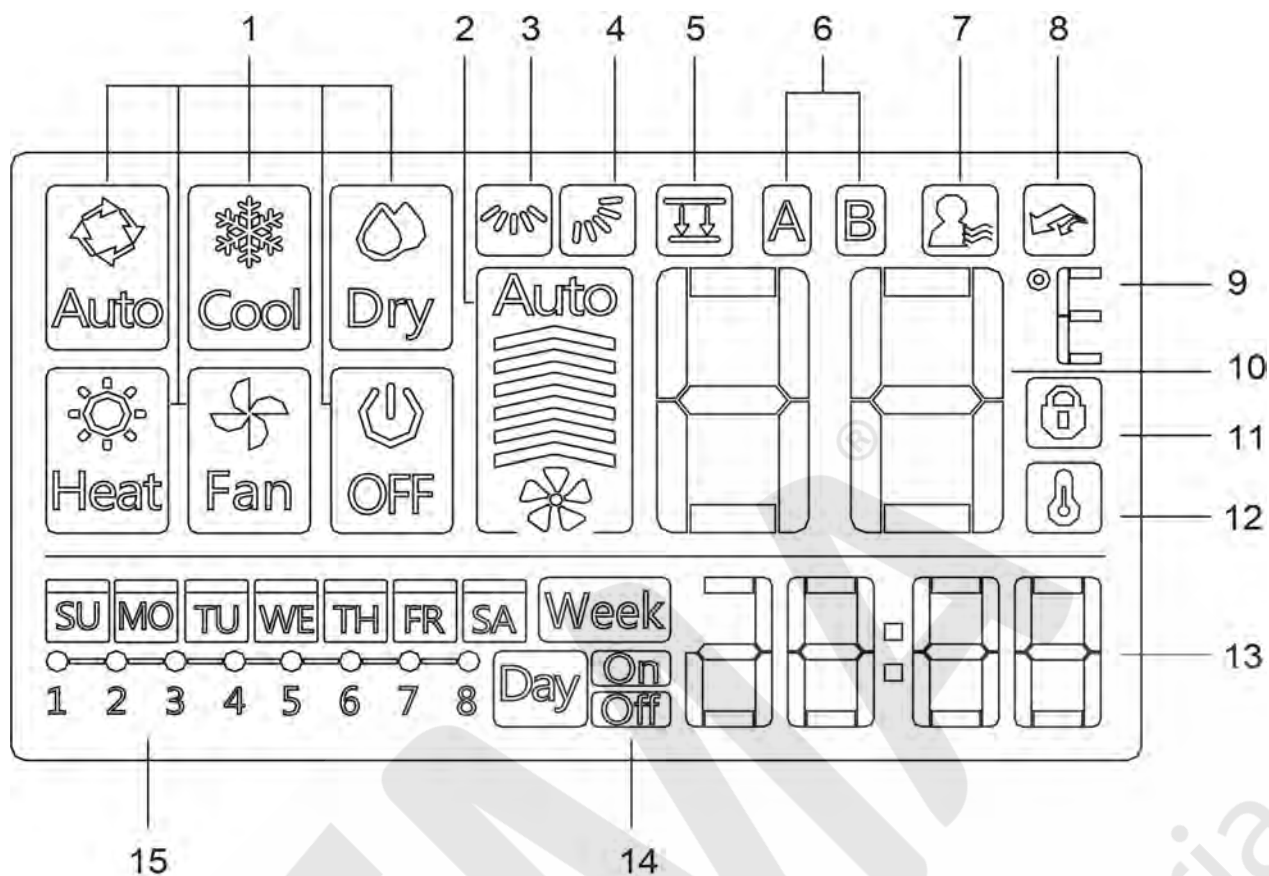 1 2 3 4 5 6 7 8
A B
Auto Cool Dry Auto
°E 9
10
Heat Fan OFF
®
11
12
SU MO TU WE TH FR SA Week
1 2 3 4 5 6 7 8 Day On 13
Off
15 14